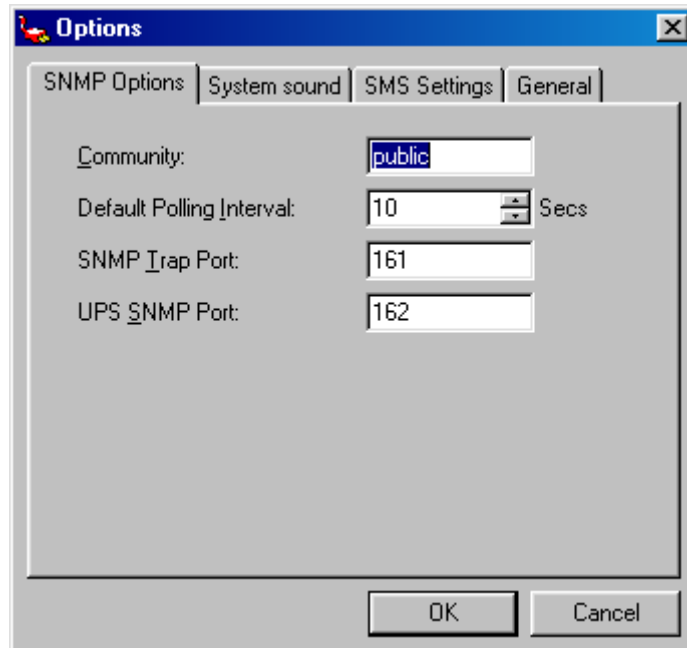 Options
SNMP Options System sound SMS Settings General
Community: public
Default Polling Interval: 10 Secs
SNMP Trap Port: 161
UPS SNMP Port: 162
OK Cancel